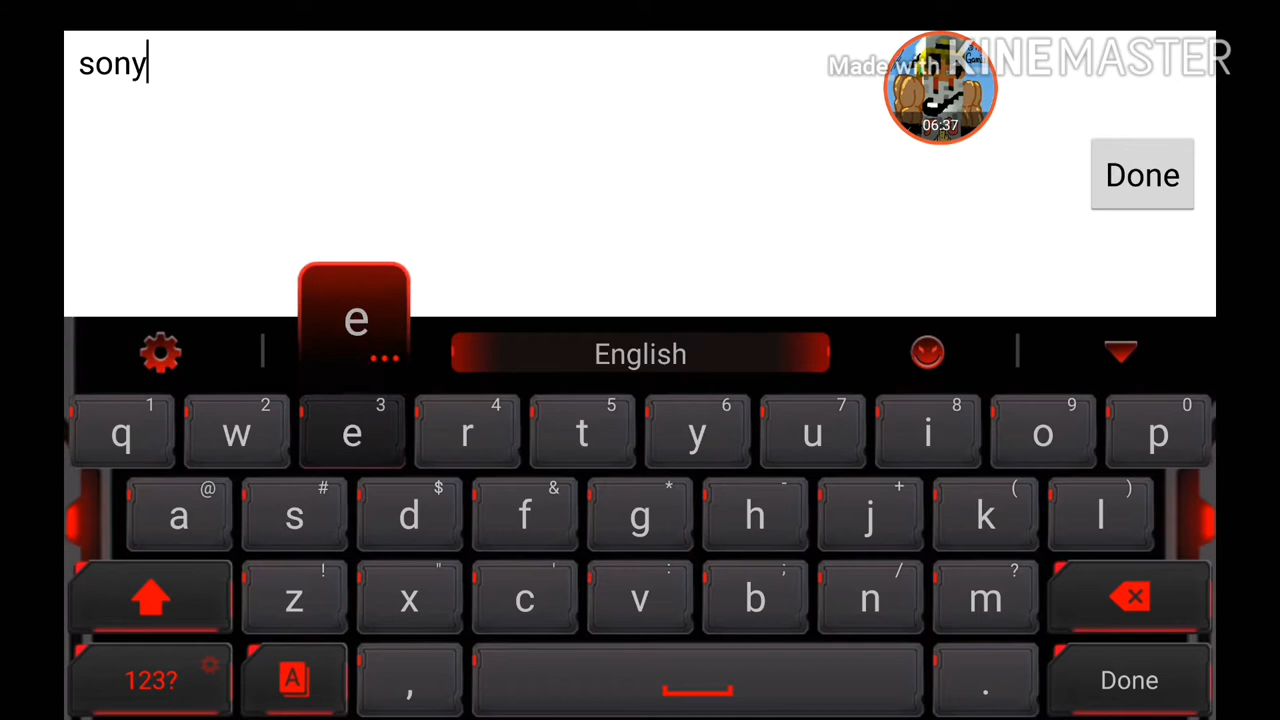 sony
Made with KINEMASTER
06:37
Done
e
English
1 2 3 4 5 6 7 8 9 0
q w e r t y u i o p
@ # $ & * - + ( )
a s d f g h j k l
! " ' : ; / ?
z x c v b n m
123? A , . Done